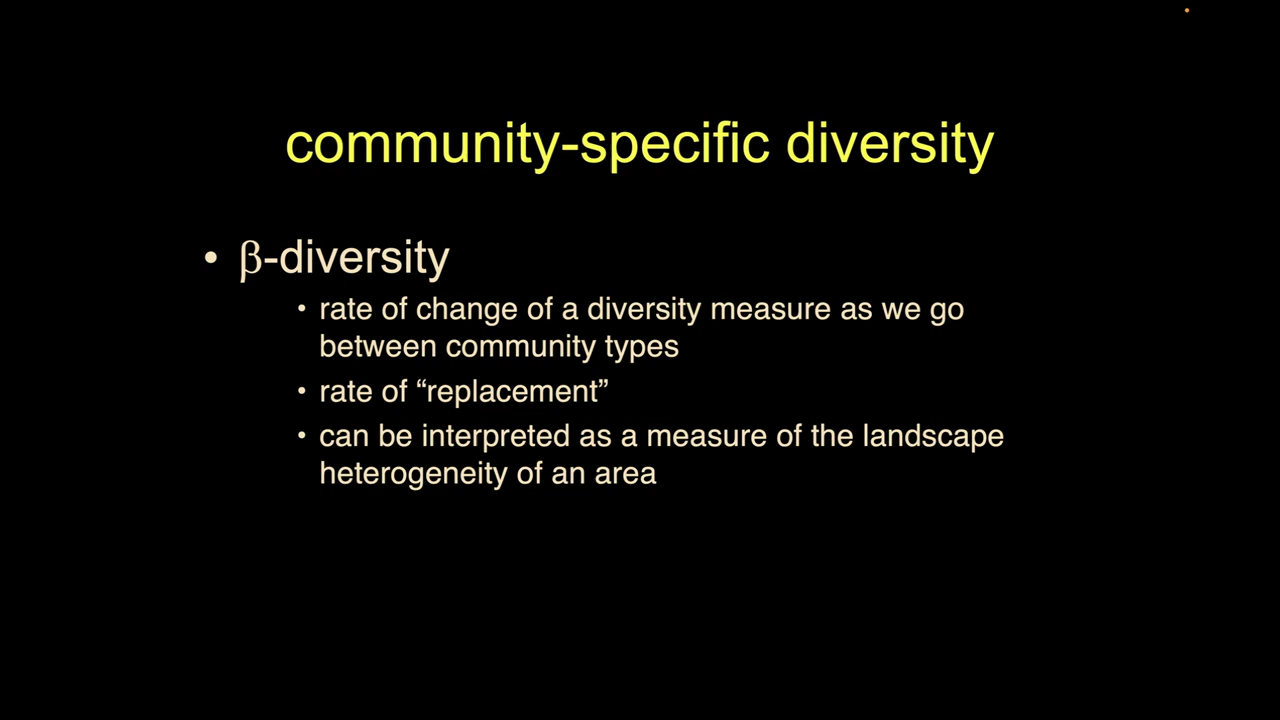 community-specific diversity
• β-diversity
• rate of change of a diversity measure as we go
between community types
• rate of “replacement”
• can be interpreted as a measure of the landscape
heterogeneity of an area